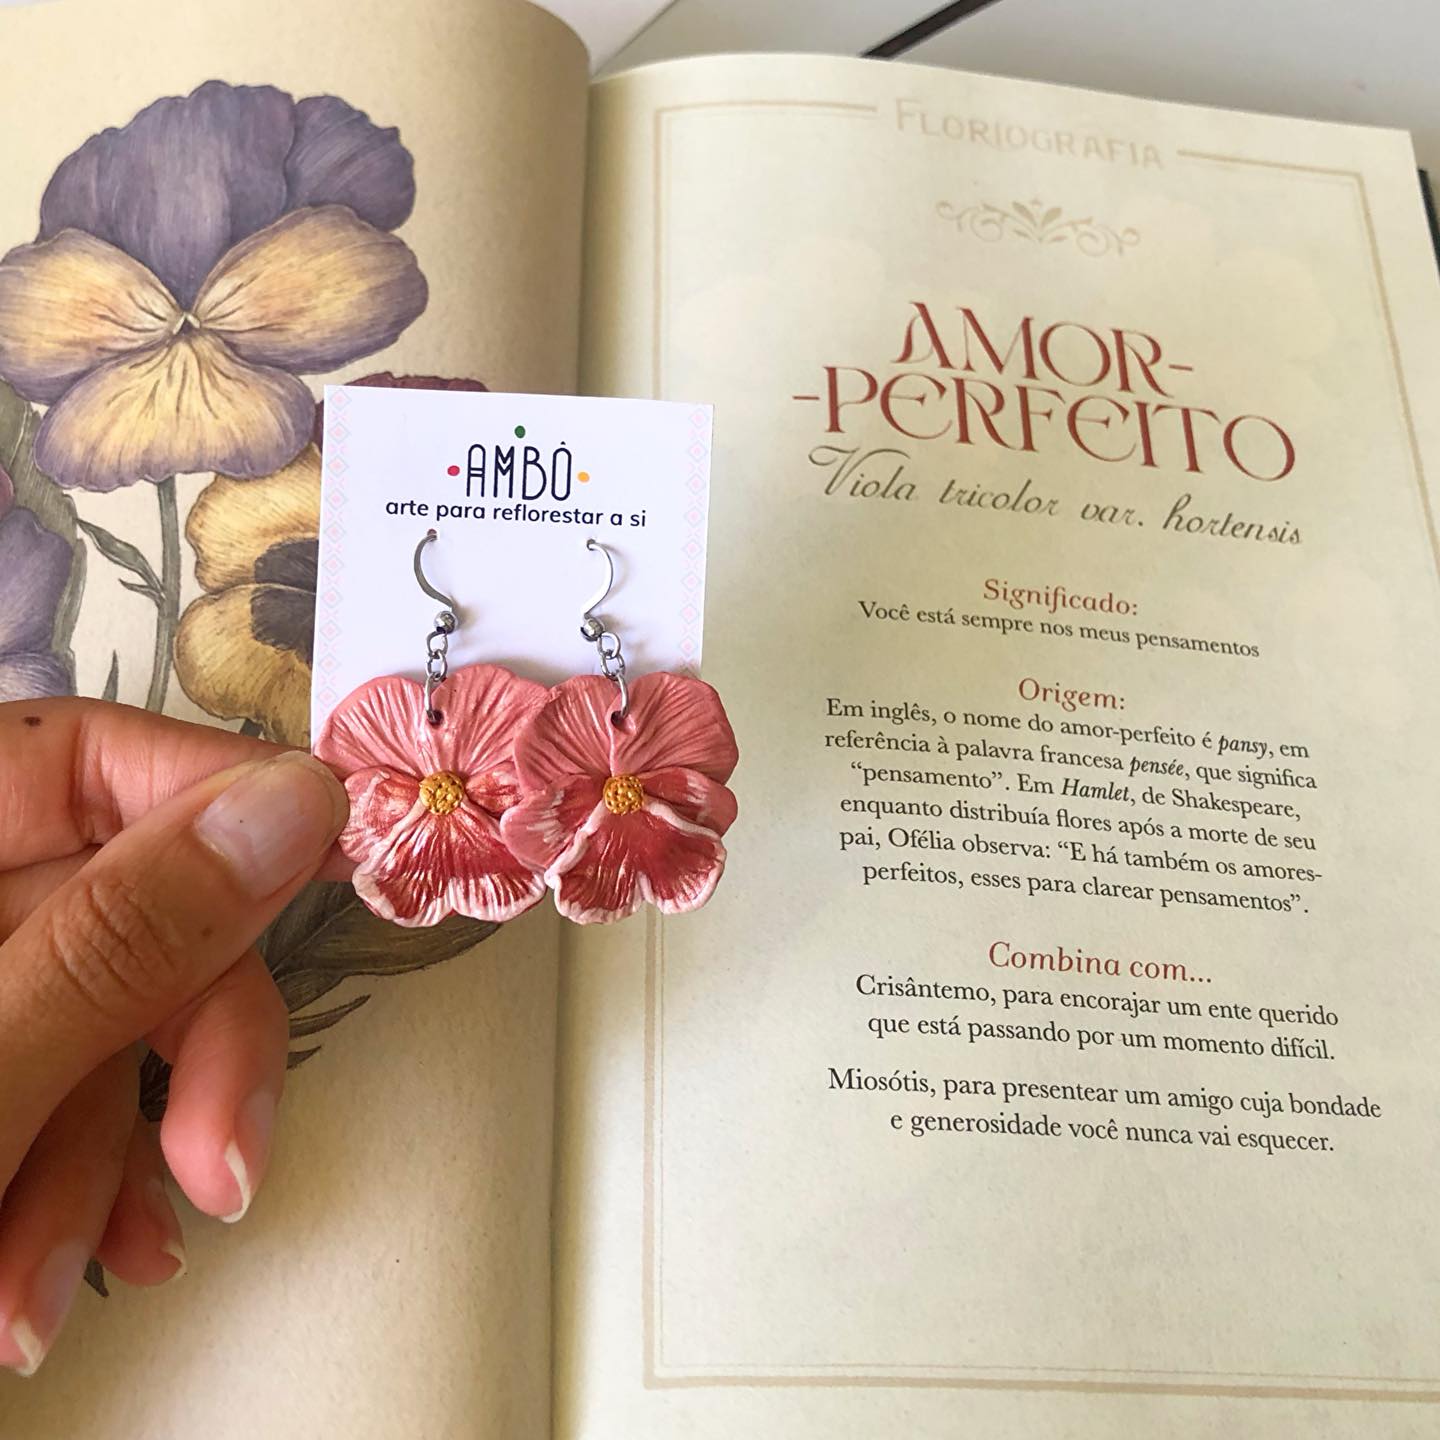 AMBÔ
arte para reflorestar a si
FLORIOGRAFIA
AMOR-
-PERFEITO
Viola tricolor var. hortensis
Significado:
Você está sempre nos meus pensamentos
Origem:
Em inglês, o nome do amor-perfeito é pansy, em
referência à palavra francesa pensée, que significa
“pensamento”. Em Hamlet, de Shakespeare,
enquanto distribuía flores após a morte de seu
pai, Ofélia observa: “E há também os amores-
perfeitos, esses para clarear pensamentos”.
Combina com...
Crisântemo, para encorajar um ente querido
que está passando por um momento difícil.
Miosótis, para presentear um amigo cuja bondade
e generosidade você nunca vai esquecer.